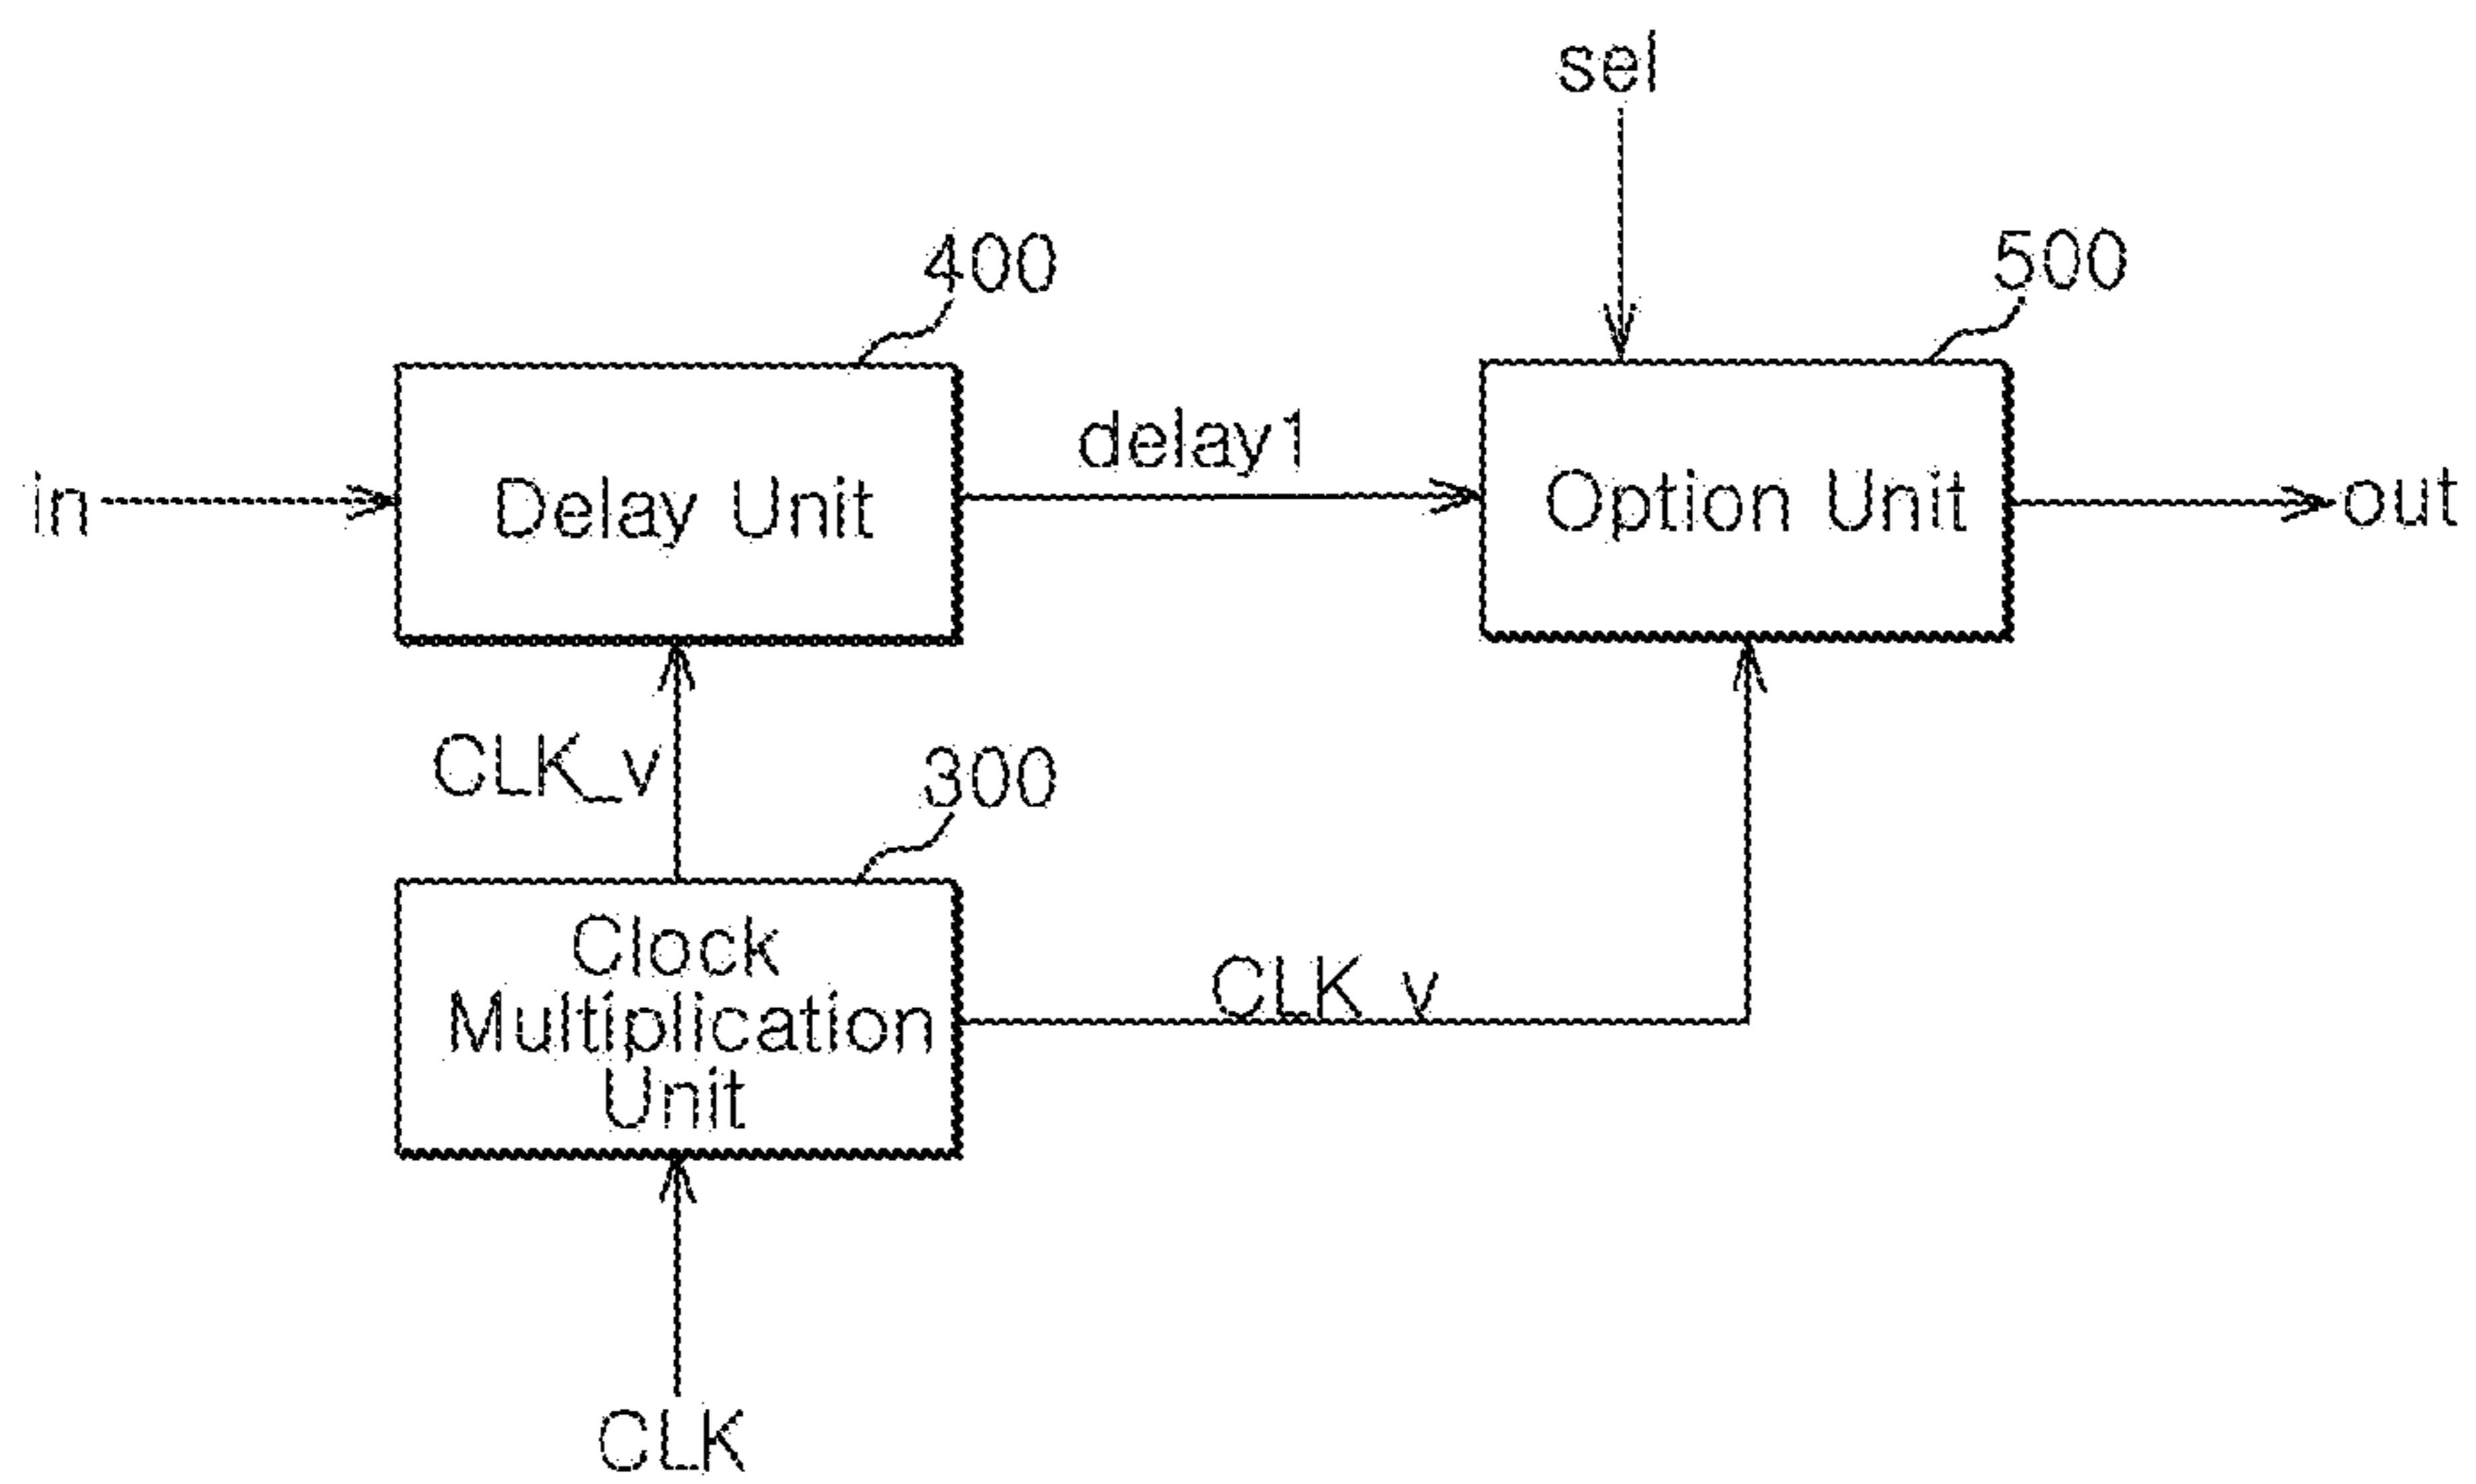 sel
400
500
in
Delay Unit
delay1
Option Unit
out
CLK_v
300
Clock
Multiplication
Unit
CLK_v
CLK